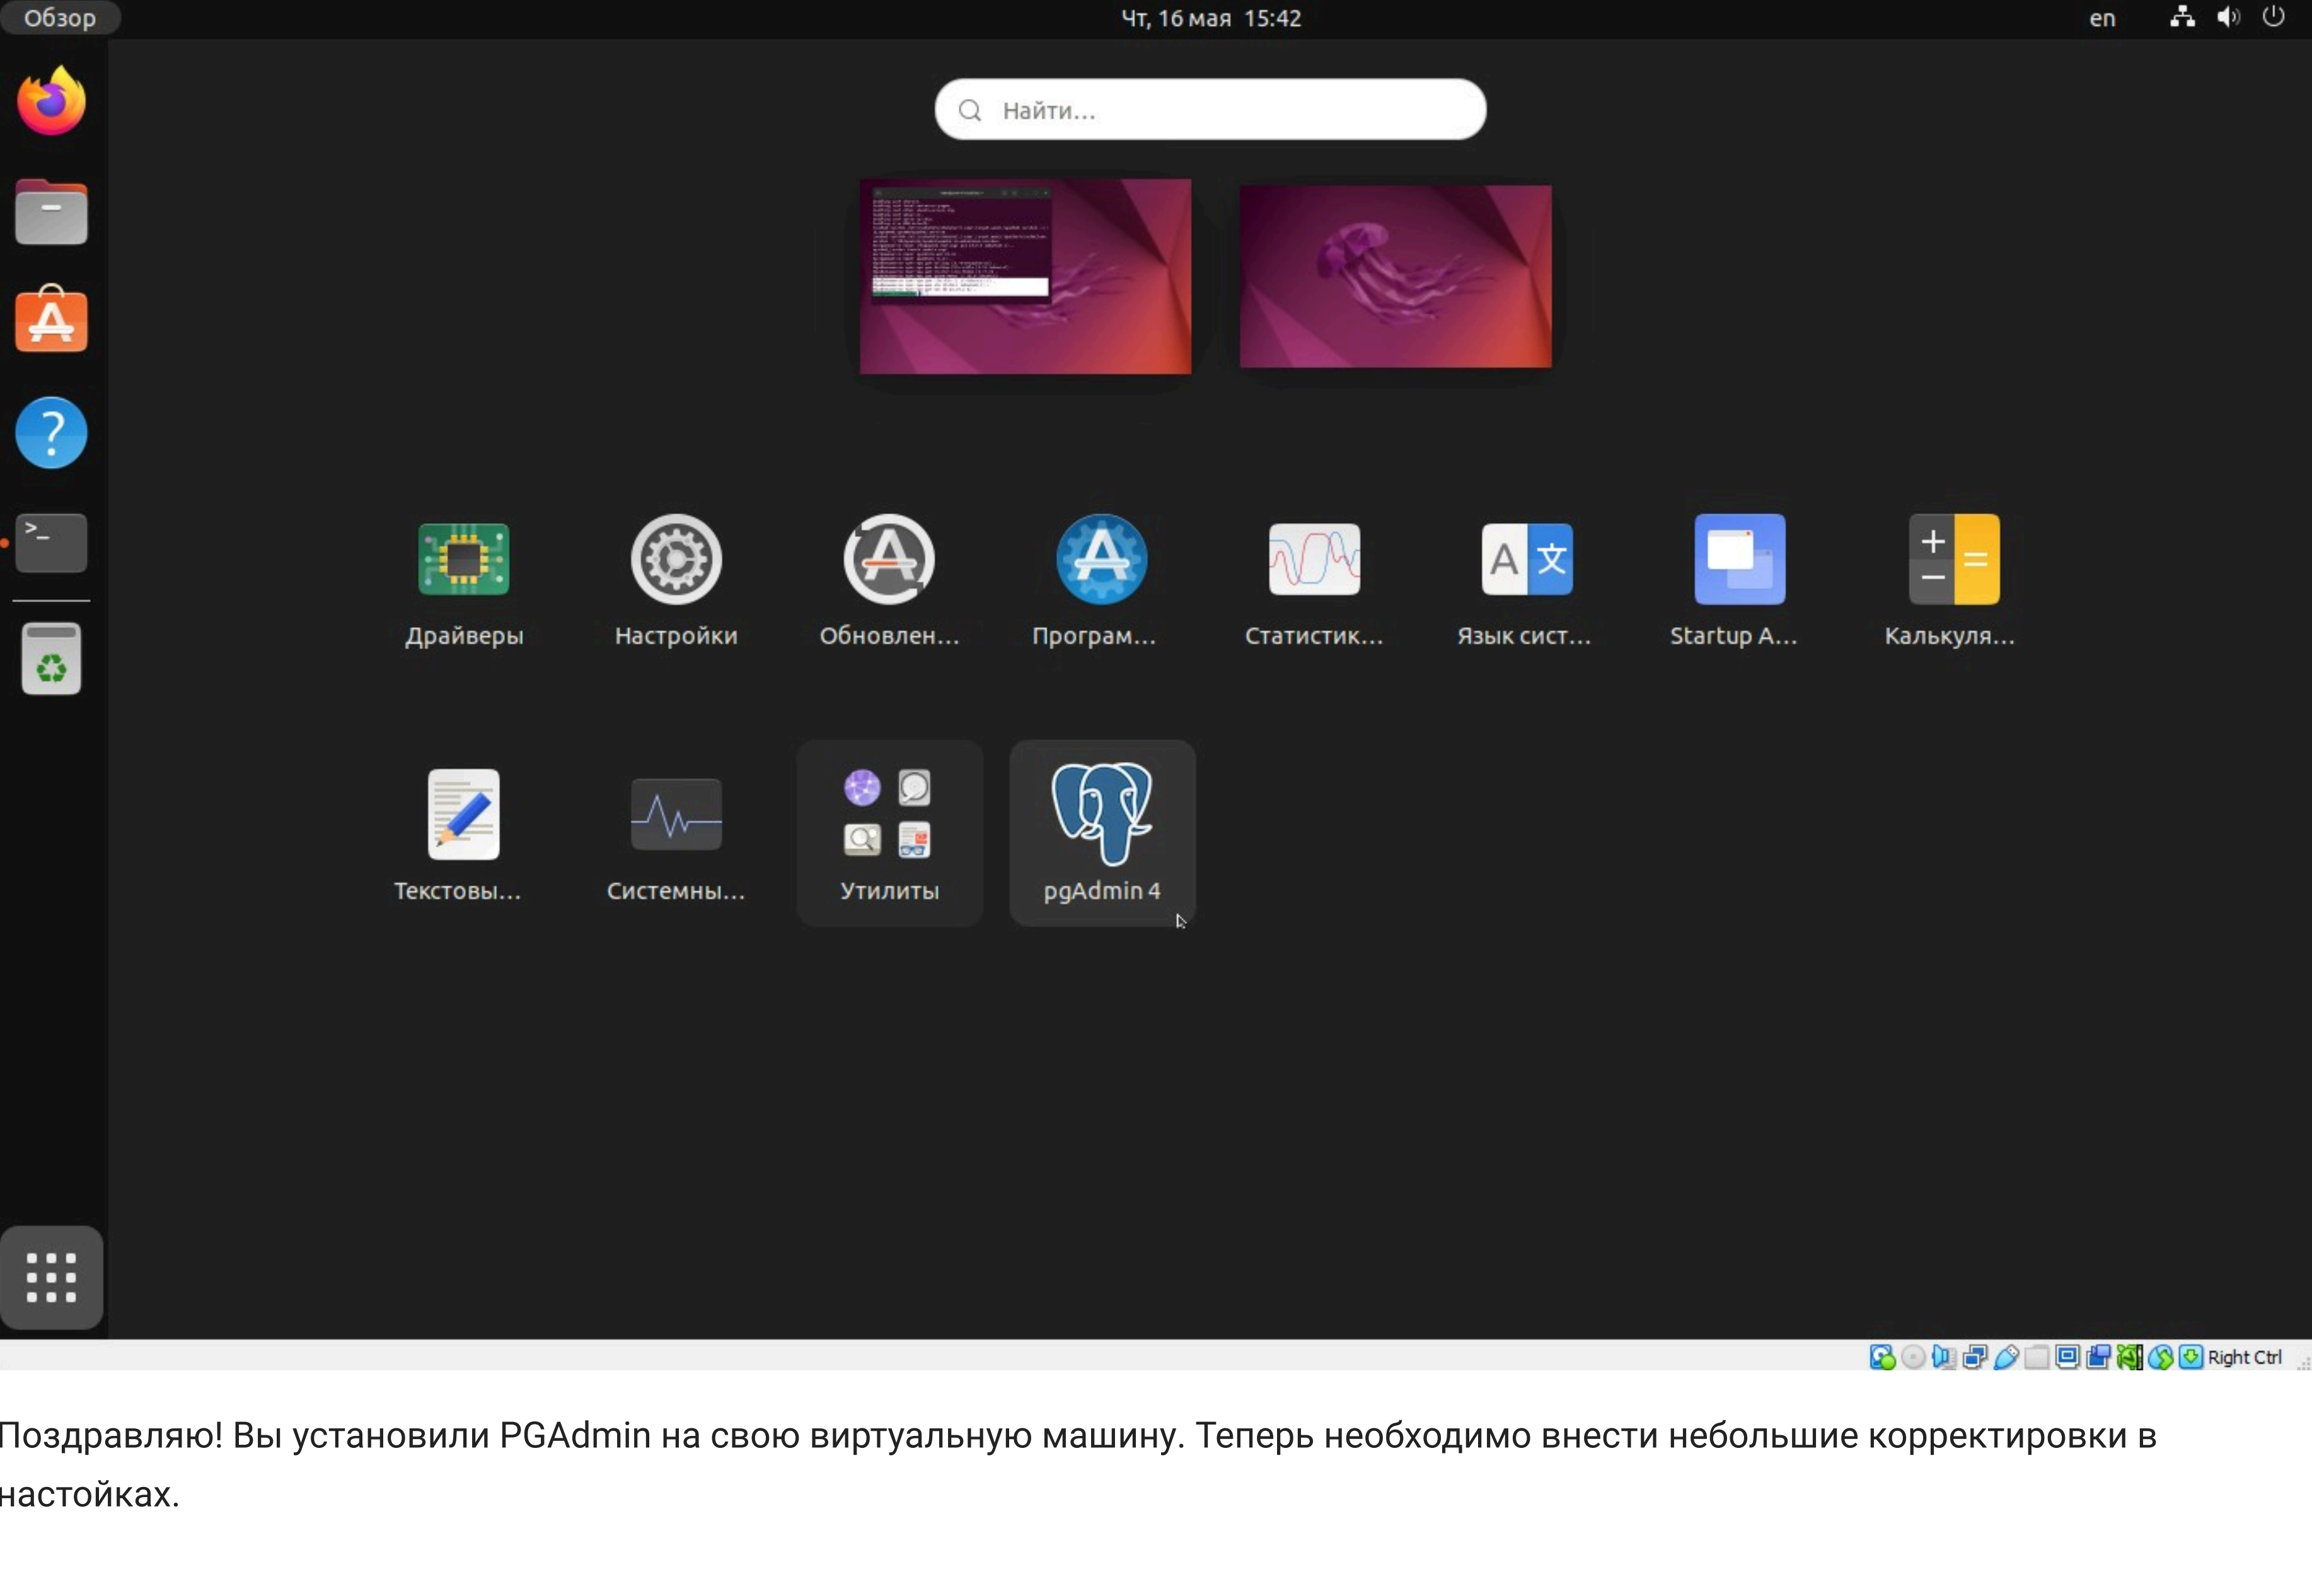 Обзор
Чт, 16 мая 15:42
en
Найти...
Драйверы
Настройки
Обновлен...
Програм...
Статистик...
Язык сист...
Startup A...
Калькуля...
Текстовы...
Системны...
Утилиты
pgAdmin 4
Right Ctrl
Поздравляю! Вы установили PGAdmin на свою виртуальную машину. Теперь необходимо внести небольшие корректировки в
настойках.